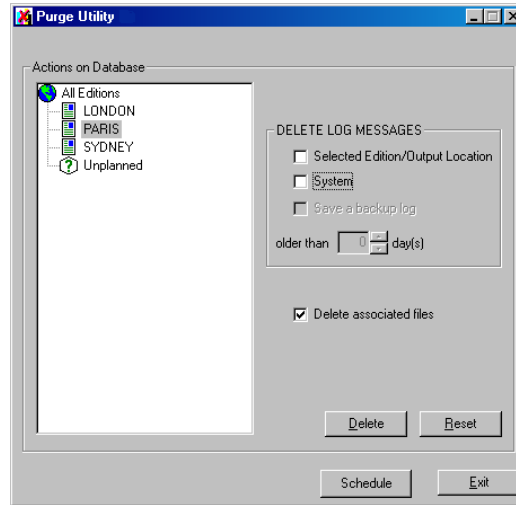 Purge Utility
Actions on Database
All Editions
LONDON
PARIS
SYDNEY
Unplanned
DELETE LOG MESSAGES
Selected Edition/Output Location
System
Save a backup log
older than 0 day(s)
Delete associated files
Delete Reset
Schedule Exit